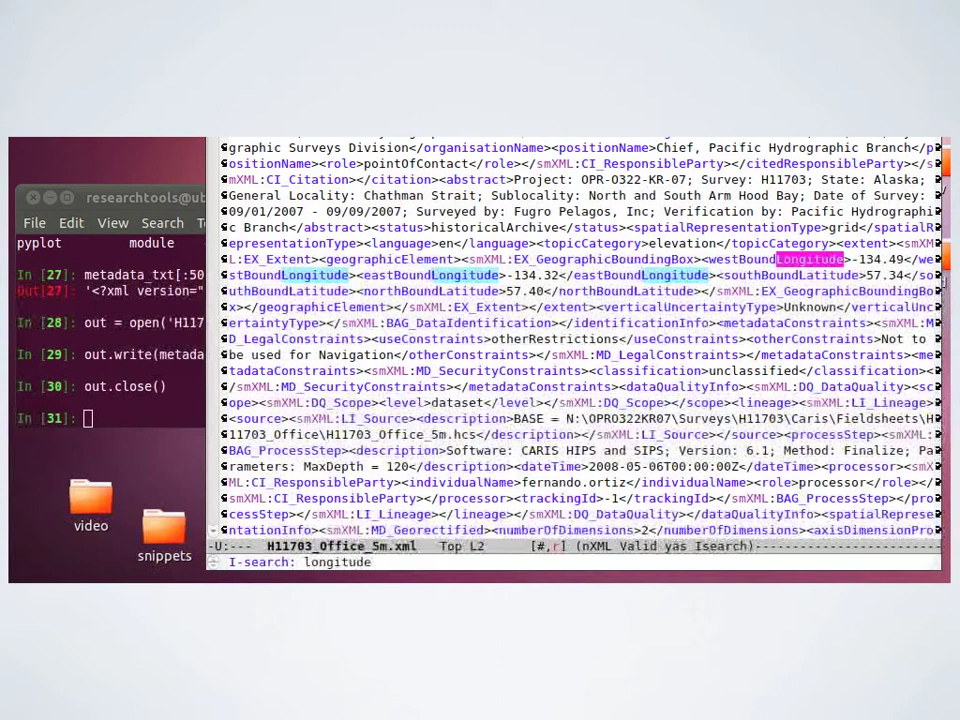 researchtools@ub
File Edit View Search Te
pyplot module
In [27] metadata_txt[:50
Out[27]: '<?xml version="
In [28] out = open('H117
In [29]: out.write(metada
In [30] out.close()
In [31]
video
snippets
graphic Surveys Division</organisationName><positionName>Chief, Pacific Hydrographic Branch</p
ositionName><role>pointOfContact</role></smXML:CI_ResponsibleParty></citedResponsibleParty></s
mXML:CI_Citation></citation><abstract>Project: OPR-O322-KR-07; Survey: H11703; State: Alaska;
General Locality: Chathman Strait; Sublocality: North and South Arm Hood Bay; Date of Survey:
09/01/2007 - 09/09/2007; Surveyed by: Fugro Pelagos, Inc; Verification by: Pacific Hydrographi
c Branch</abstract><status>historicalArchive</status><spatialRepresentationType>grid</spatialR
epresentationType><language>en</language><topicCategory>elevation</topicCategory><extent><smXM
L:EX_Extent><geographicElement><smXML:EX_GeographicBoundingBox><westBoundLongitude>-134.49</we
stBoundLongitude><eastBoundLongitude>-134.32</eastBoundLongitude><southBoundLatitude>57.34</so
uthBoundLatitude><northBoundLatitude>57.40</northBoundLatitude></smXML:EX_GeographicBoundingBo
x></geographicElement></smXML:EX_Extent></extent><verticalUncertaintyType>Unknown</verticalUnc
ertaintyType></smXML:BAG_DataIdentification></identificationInfo><metadataConstraints><smXML:M
D_LegalConstraints><useConstraints>otherRestrictions</useConstraints><otherConstraints>Not to
be used for Navigation</otherConstraints></smXML:MD_LegalConstraints></metadataConstraints><me
tadataConstraints><smXML:MD_SecurityConstraints><classification>unclassified</classification><
/smXML:MD_SecurityConstraints></metadataConstraints><dataQualityInfo><smXML:DQ_DataQuality><sc
ope><smXML:DQ_Scope><level>dataset</level></smXML:DQ_Scope></scope><lineage><smXML:LI_Lineage>
<source><smXML:LI_Source><description>BASE = N:\OPRO322KR07\Surveys\H11703\Caris\Fieldsheets\H
11703_Office\H11703_Office_5m.hcs</description></smXML:LI_Source></source><processStep><smXML:
BAG_ProcessStep><description>Software: CARIS HIPS and SIPS; Version: 6.1; Method: Finalize; Pa
rameters: MaxDepth = 120</description><dateTime>2008-05-06T00:00:00Z</dateTime><processor><smX
ML:CI_ResponsibleParty><individualName>fernando.ortiz</individualName><role>processor</role></
smXML:CI_ResponsibleParty></processor><trackingId>-1</trackingId></smXML:BAG_ProcessStep></pro
cessStep></smXML:LI_Lineage></lineage></smXML:DQ_DataQuality></dataQualityInfo><spatialReprese
ntationInfo><smXML:MD_Georectified><numberOfDimensions>2</numberOfDimensions><axisDimensionPro
-U:--- H11703_Office_5m.xml Top L2 [#,r] (nXML Valid yas Isearch)
I-search: longitude